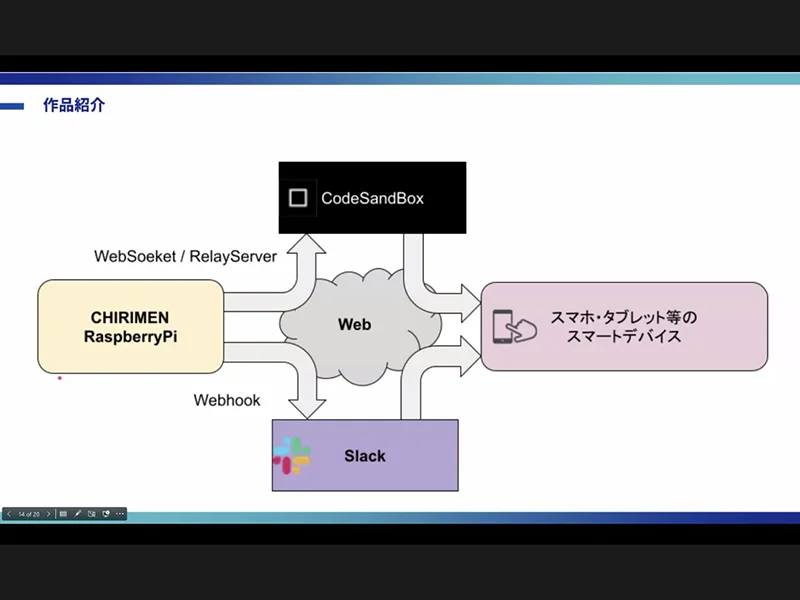 作品紹介
CodeSandBox
WebSoeket / RelayServer
CHIRIMEN
RaspberryPi
Web
スマホ・タブレット等の
スマートデバイス
Webhook
Slack
14 of 20